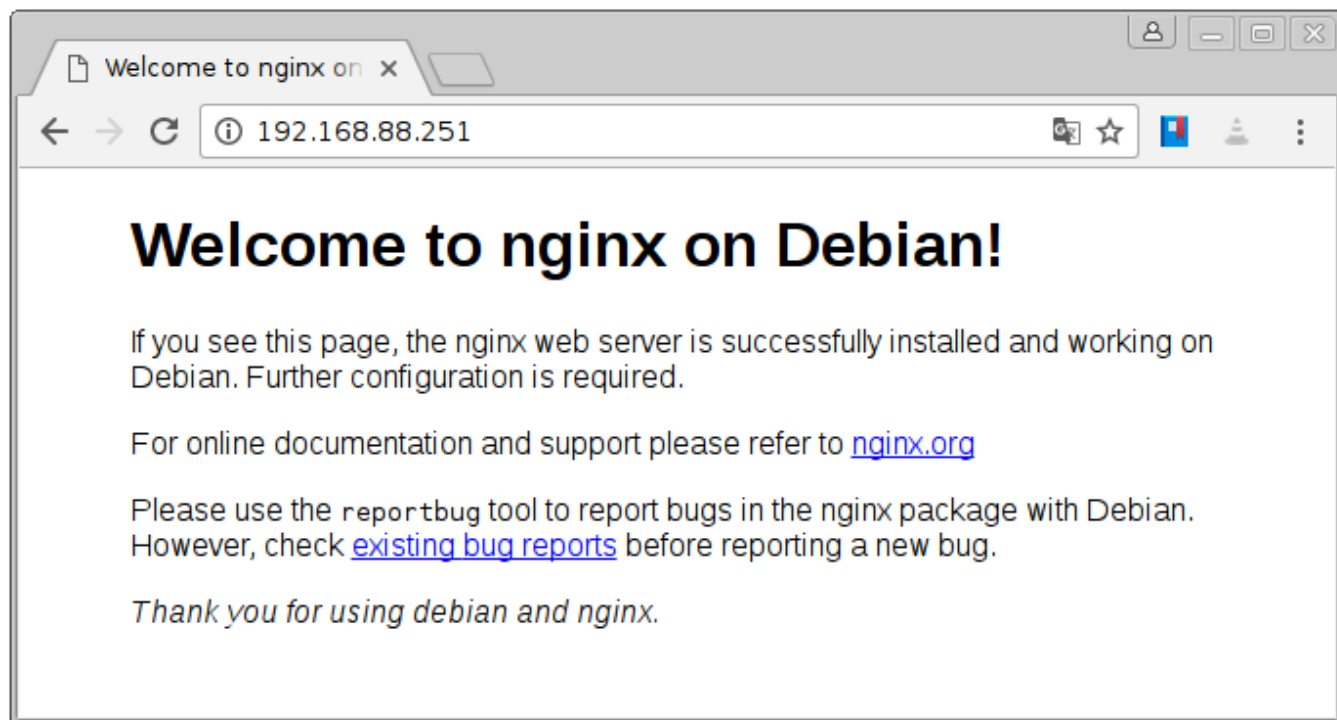 Welcome to nginx on
192.168.88.251
Welcome to nginx on Debian!
If you see this page, the nginx web server is successfully installed and working on
Debian. Further configuration is required.
For online documentation and support please refer to nginx.org
Please use the reportbug tool to report bugs in the nginx package with Debian.
However, check existing bug reports before reporting a new bug.
Thank you for using debian and nginx.